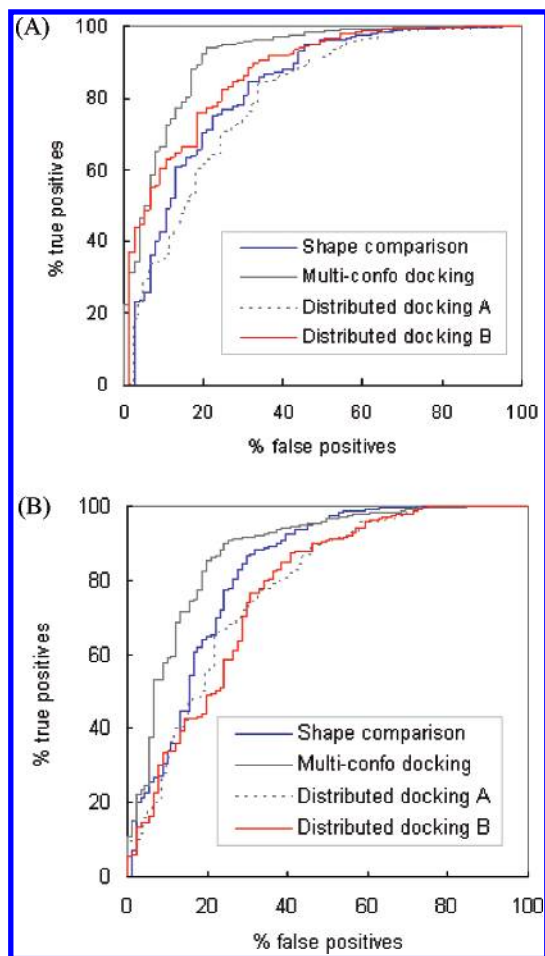 (A)
100
80
60
40
20
0
% true positives
Shape comparison
Multi-confo docking
Distributed docking A
Distributed docking B
0 20 40 60 80 100
% false positives
(B)
100
80
60
40
20
0
% true positives
Shape comparison
Multi-confo docking
Distributed docking A
Distributed docking B
0 20 40 60 80 100
% false positives